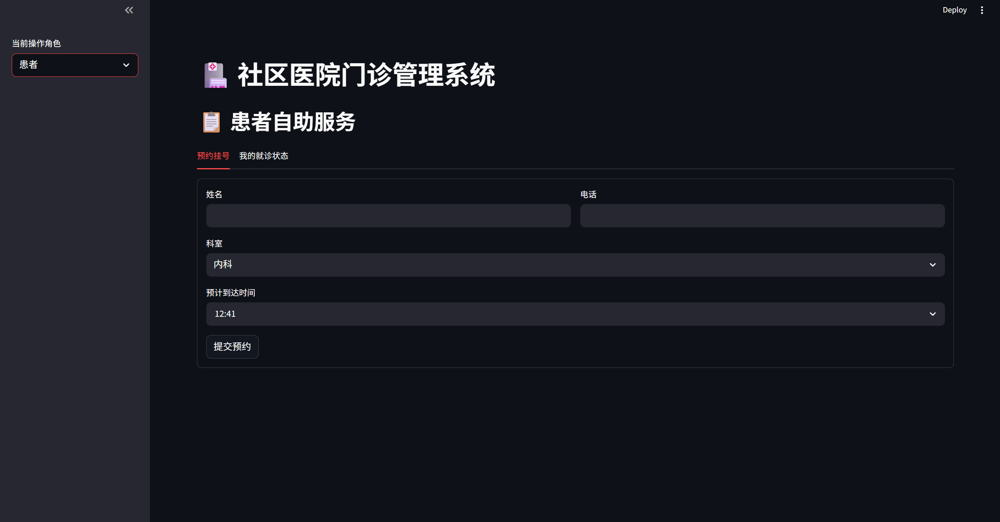 Deploy
当前操作角色
患者
社区医院门诊管理系统
患者自助服务
预约挂号 我的就诊状态
姓名 电话
科室
内科
预计到达时间
12:41
提交预约